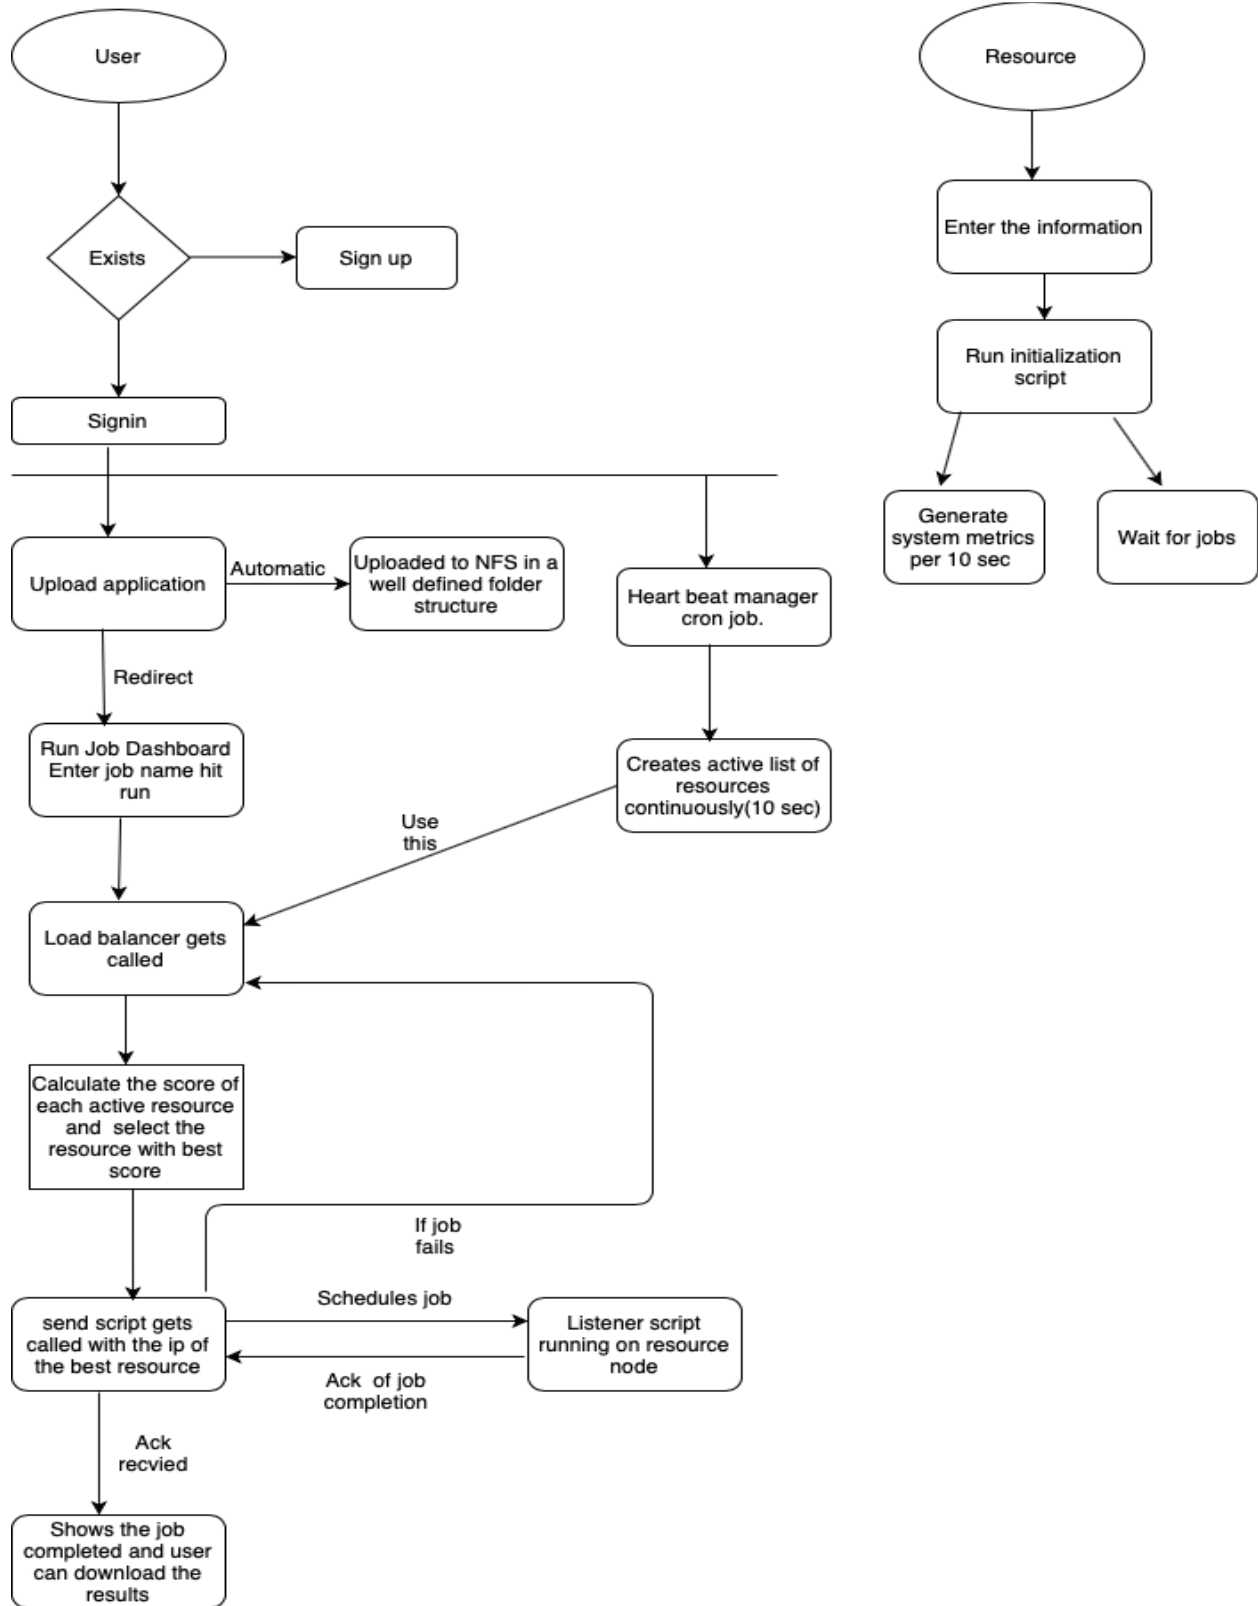 User
Resource
Exists
Sign up
Enter the information
Run initialization
script
Signin
Generate
system metrics
per 10 sec
Wait for jobs
Upload application
Automatic
Uploaded to NFS in a
well defined folder
structure
Heart beat manager
cron job.
Redirect
Run Job Dashboard
Enter job name hit
run
Creates active list of
resources
continuously(10 sec)
Use
this
Load balancer gets
called
Calculate the score of
each active resource
and  select the
resource with best
score
If job
fails
send script gets
called with the ip of
the best resource
Schedules job
Listener script
running on resource
node
Ack  of job
completion
Ack
recvied
Shows the job
completed and user
can download the
results